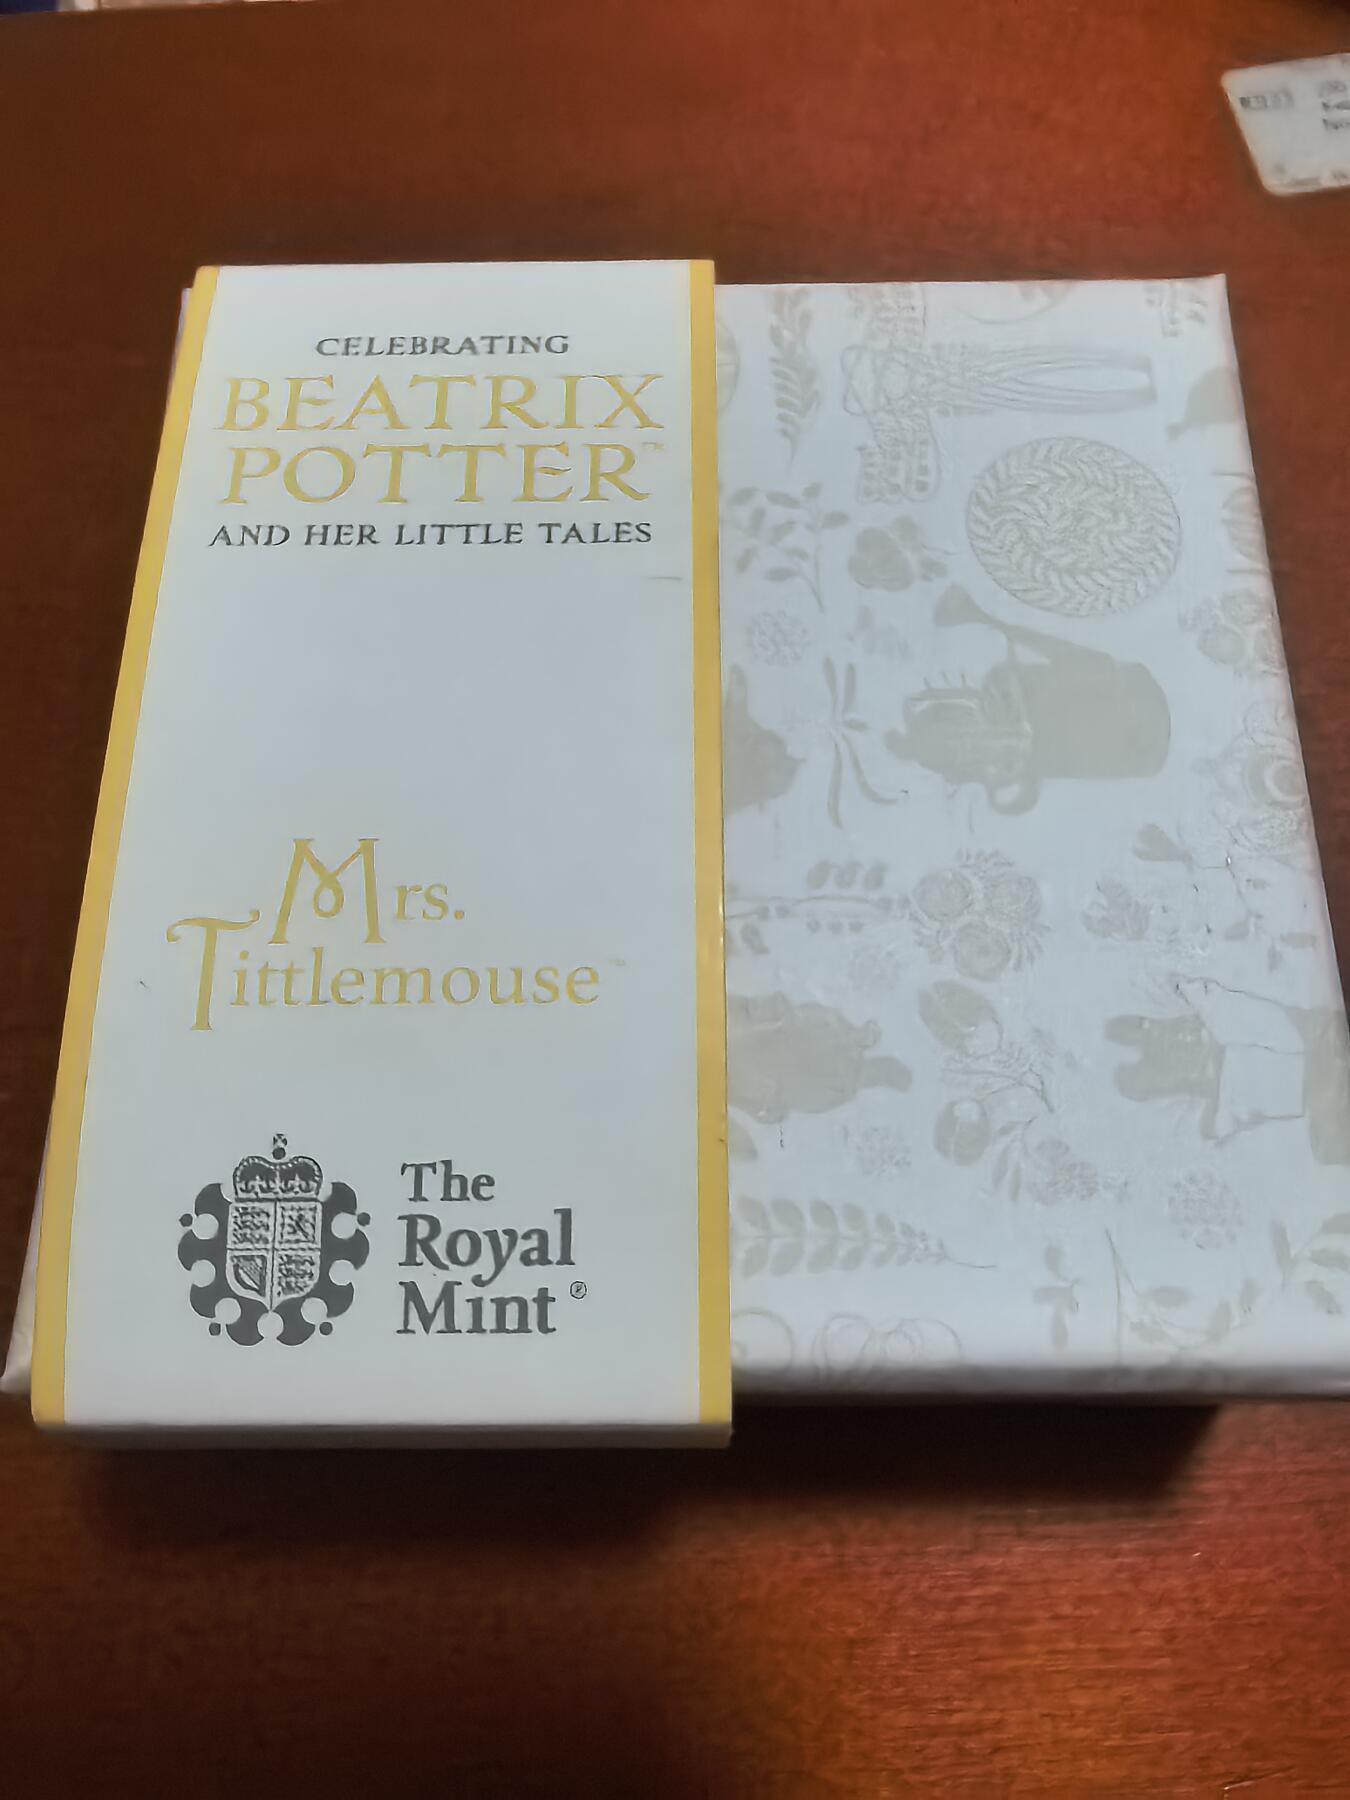 CELEBRATING
BEATRIX
POTTER™
AND HER LITTLE TALES
Mrs.
Tittlemouse™
The
Royal
Mint®